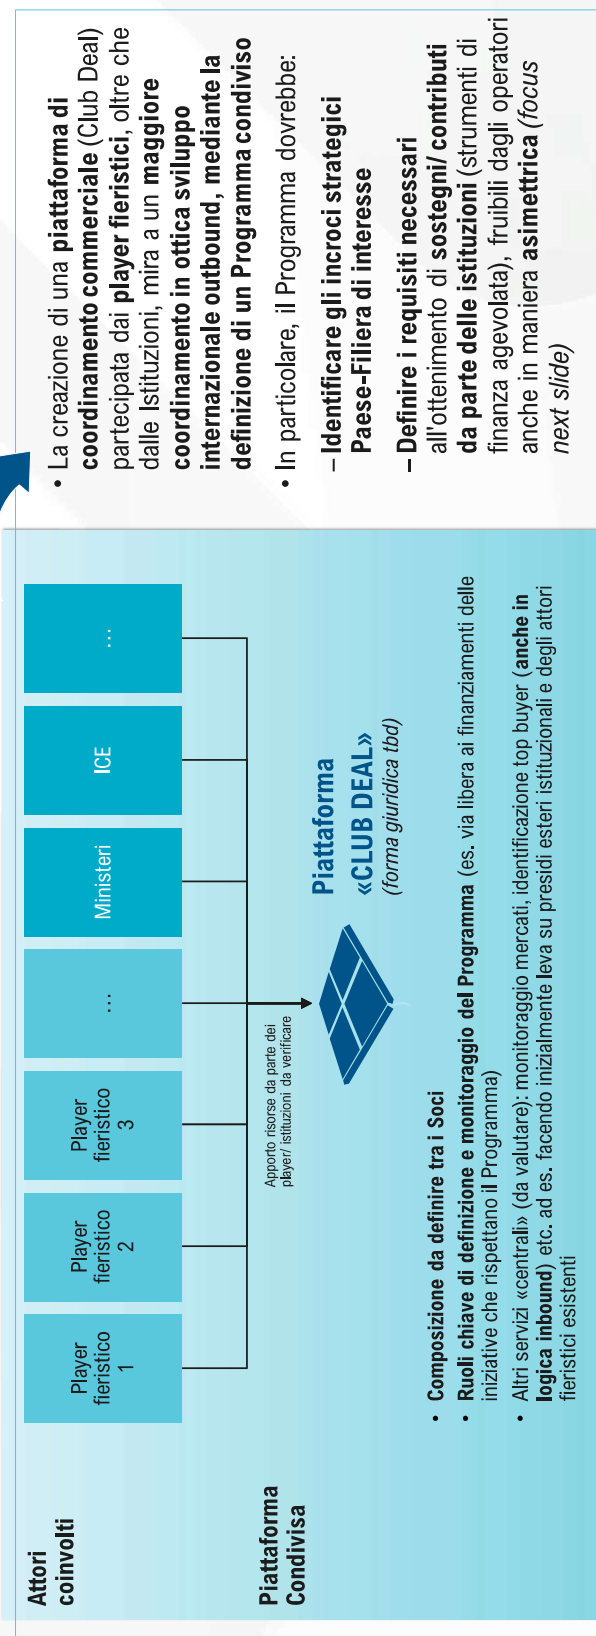 Attori
coinvolti
Player
fieristico
1
Player
fieristico
2
Player
fieristico
3
…
Ministeri
ICE
…
Apporto risorse da parte dei
player/ istituzioni da verificare
Piattaforma
Condivisa
Piattaforma
«CLUB DEAL»
(forma giuridica tbd)
• Composizione da definire tra i Soci
• Ruoli chiave di definizione e monitoraggio del Programma (es. via libera ai finanziamenti delle
iniziative che rispettano il Programma)
• Altri servizi «centrali» (da valutare): monitoraggio mercati, identificazione top buyer (anche in
logica inbound) etc. ad es. facendo inizialmente leva su presidi esteri istituzionali e degli attori
fieristici esistenti
• La creazione di una piattaforma di
coordinamento commerciale (Club Deal)
partecipata dai player fieristici, oltre che
dalle Istituzioni, mira a un maggiore
coordinamento in ottica sviluppo
internazionale outbound, mediante la
definizione di un Programma condiviso
• In particolare, il Programma dovrebbe:
– Identificare gli incroci strategici
Paese-Filiera di interesse
– Definire i requisiti necessari
all'ottenimento di sostegni/ contributi
da parte delle istituzioni (strumenti di
finanza agevolata), fruibili dagli operatori
anche in maniera asimettrica (focus
next slide)